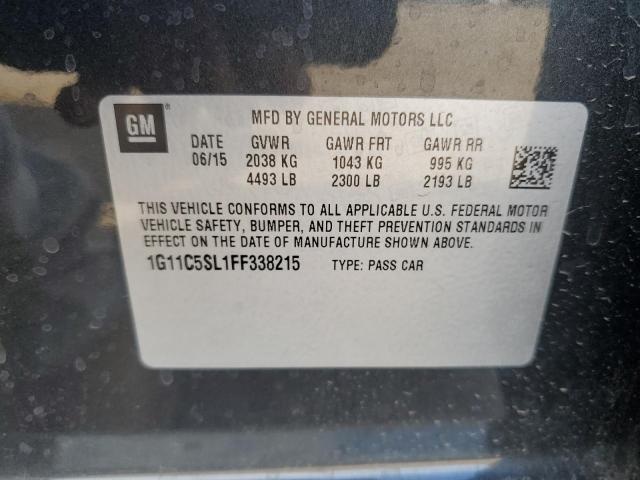 GM
MFD BY GENERAL MOTORS LLC
DATE GVWR GAWR FRT GAWR RR
06/15 2038 KG 1043 KG 995 KG
4493 LB 2300 LB 2193 LB
THIS VEHICLE CONFORMS TO ALL APPLICABLE U.S. FEDERAL MOTOR
VEHICLE SAFETY, BUMPER, AND THEFT PREVENTION STANDARDS IN
EFFECT ON THE DATE OF MANUFACTURE SHOWN ABOVE.
1G11C5SL1FF338215 TYPE: PASS CAR